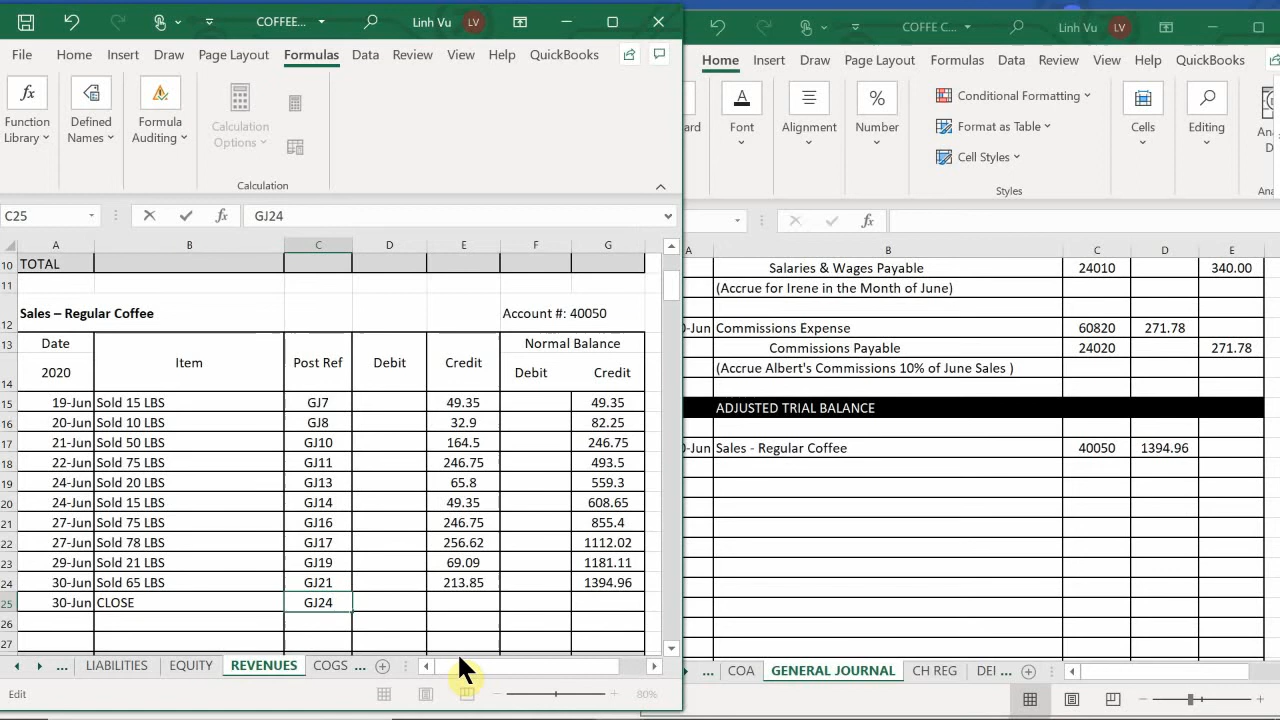 COFFEE... Linh Vu LV
File Home Insert Draw Page Layout Formulas Data Review View Help QuickBooks
fx
Function Library
Defined Names
Formula Auditing
Calculation Options
Calculation
C25 fx GJ24
A B C D E F G
10 TOTAL
11
12 Sales – Regular Coffee Account #: 40050
13 Date Item Post Ref Debit Credit Normal Balance
14 2020 Debit Credit
15 19-Jun Sold 15 LBS GJ7 49.35 49.35
16 20-Jun Sold 10 LBS GJ8 32.9 82.25
17 21-Jun Sold 50 LBS GJ10 164.5 246.75
18 22-Jun Sold 75 LBS GJ11 246.75 493.5
19 24-Jun Sold 20 LBS GJ13 65.8 559.3
20 24-Jun Sold 15 LBS GJ14 49.35 608.65
21 27-Jun Sold 75 LBS GJ16 246.75 855.4
22 27-Jun Sold 78 LBS GJ17 256.62 1112.02
23 29-Jun Sold 21 LBS GJ19 69.09 1181.11
24 30-Jun Sold 65 LBS GJ21 213.85 1394.96
25 30-Jun CLOSE GJ24
26
27
... LIABILITIES EQUITY REVENUES COGS ...
Edit 80%
COFFE C... Linh Vu LV
Home Insert Draw Page Layout Formulas Data Review View Help QuickBooks
ard
Font
Alignment
%
Number
Conditional Formatting
Format as Table
Cell Styles
Styles
Cells
Editing
Ana
D
Ana
fx
A B C D E
Salaries & Wages Payable 24010 340.00
(Accrue for Irene in the Month of June)
0-Jun Commissions Expense 60820 271.78
Commissions Payable 24020 271.78
(Accrue Albert's Commissions 10% of June Sales )
ADJUSTED TRIAL BALANCE
0-Jun Sales - Regular Coffee 40050 1394.96
... COA GENERAL JOURNAL CH REG DEI ...